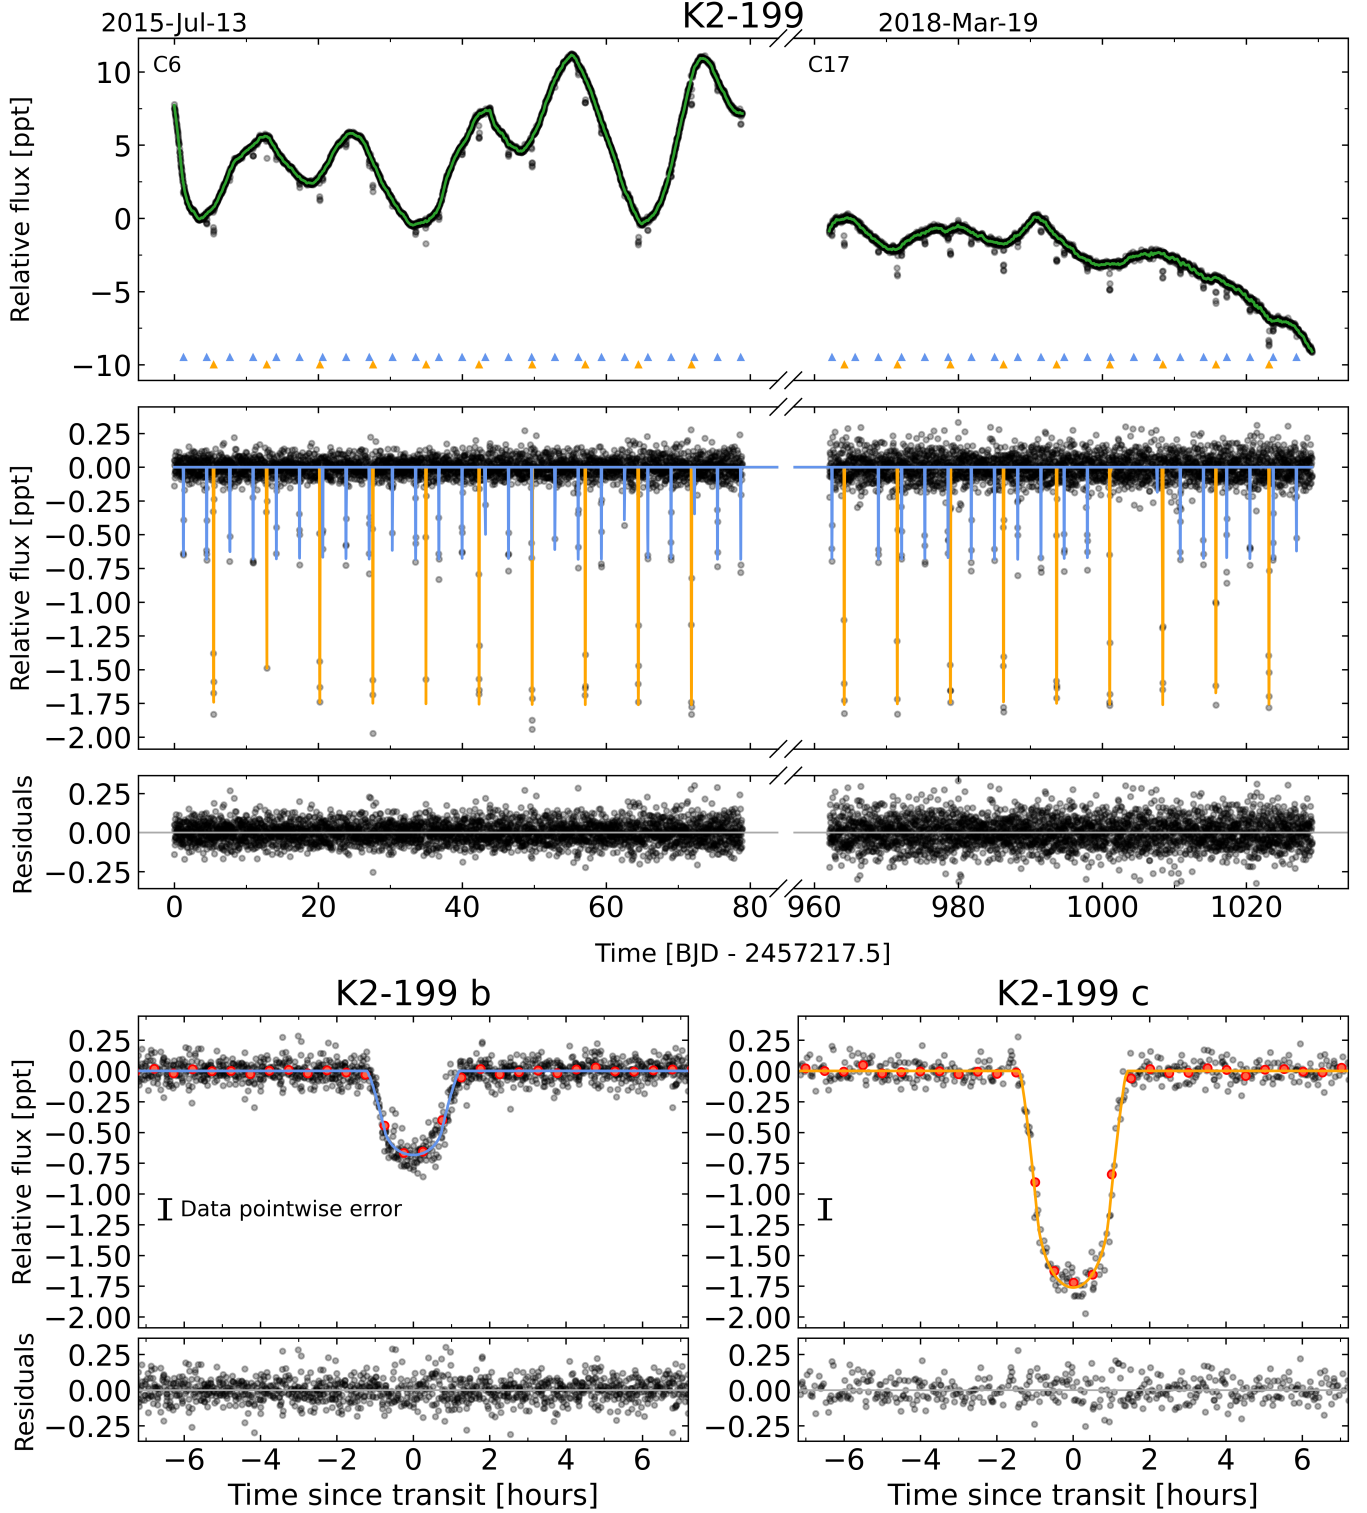 2015-Jul-13 K2-199 2018-Mar-19
C6 C17
Relative flux [ppt]
10
5
0
−5
−10
Relative flux [ppt]
0.25
0.00
−0.25
−0.50
−0.75
−1.00
−1.25
−1.50
−1.75
−2.00
Residuals
0.25
0.00
−0.25
0 20 40 60 80 960 980 1000 1020
Time [BJD - 2457217.5]
K2-199 b K2-199 c
Relative flux [ppt]
0.25 0.25
0.00 0.00
−0.25 −0.25
−0.50 −0.50
−0.75 −0.75
−1.00 −1.00
Data pointwise error
−1.25 −1.25
−1.50 −1.50
−1.75 −1.75
−2.00 −2.00
Residuals
0.25 0.25
0.00 0.00
−0.25 −0.25
−6 −4 −2 0 2 4 6 −6 −4 −2 0 2 4 6
Time since transit [hours] Time since transit [hours]